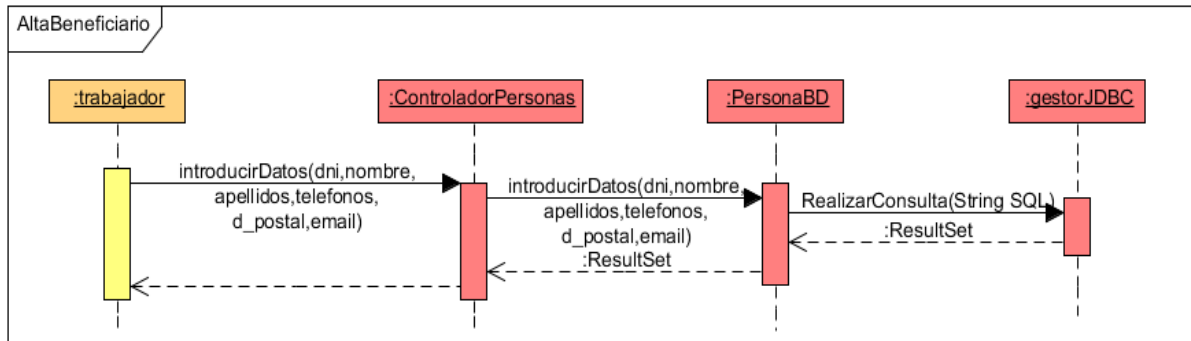 AltaBeneficiario
:trabajador
:ControladorPersonas
:PersonaBD
:gestorJDBC
introducirDatos(dni,nombre,
apellidos,telefonos,
d_postal,email)
introducirDatos(dni,nombre,
apellidos,telefonos,
d_postal,email)
:ResultSet
RealizarConsulta(String SQL)
:ResultSet